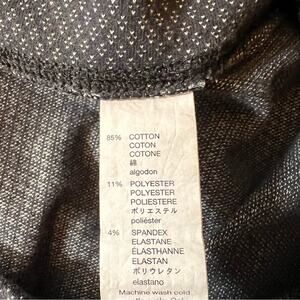 85% COTTON
COTON
COTONE
綿
algodon
11% POLYESTER
POLYESTER
POLIESTERE
ポリエステル
poliéster
4% SPANDEX
ELASTANE
ÉLASTHANNE
ELASTAN
ポリウレタン
elastano
Machine wash cold